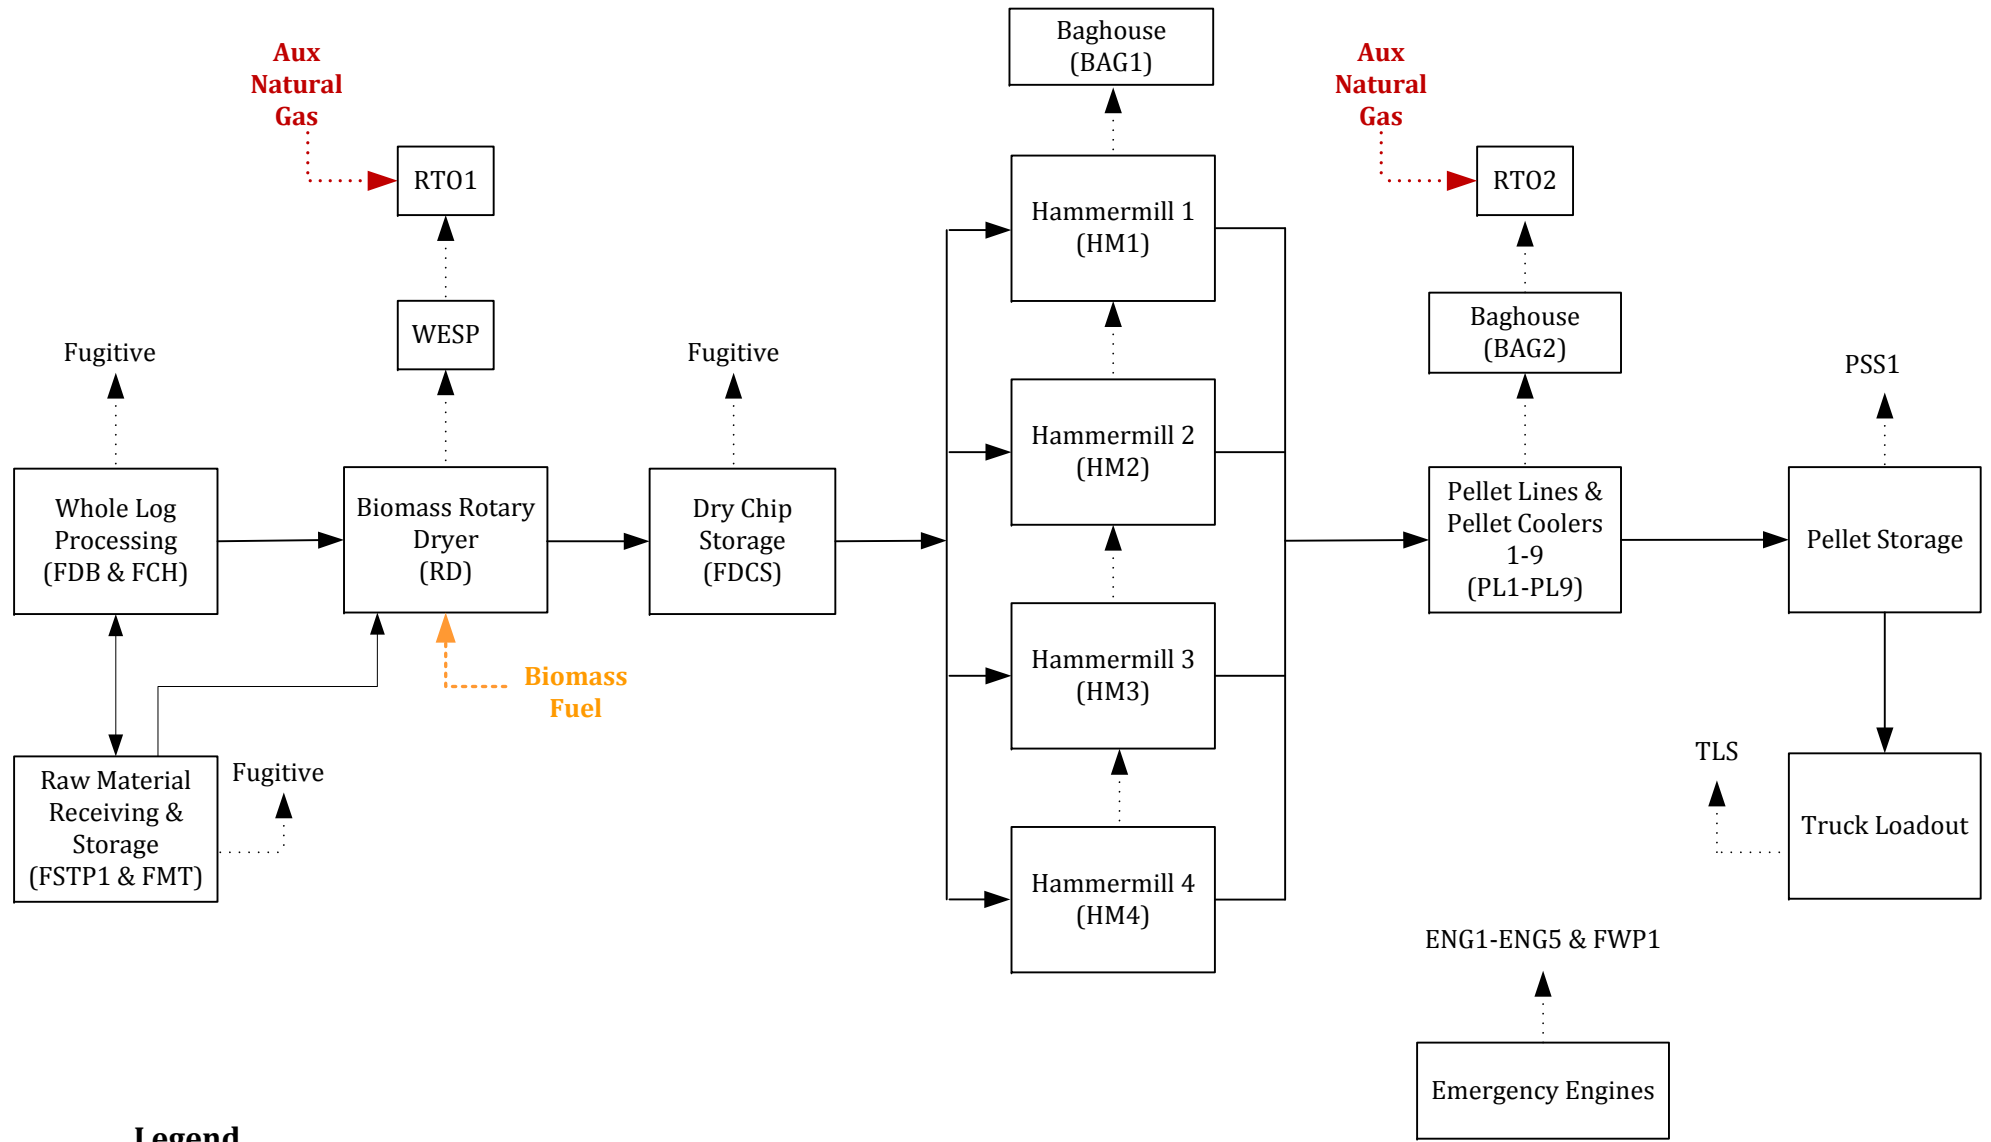 Aux
Natural
Gas
RTO1
WESP
Fugitive
Whole Log
Processing
(FDB & FCH)
Biomass Rotary
Dryer
(RD)
Biomass
Fuel
Raw Material
Receiving &
Storage
(FSTP1 & FMT)
Fugitive
Fugitive
Dry Chip
Storage
(FDCS)
Baghouse
(BAG1)
Hammermill 1
(HM1)
Hammermill 2
(HM2)
Hammermill 3
(HM3)
Hammermill 4
(HM4)
Aux
Natural
Gas
RTO2
Baghouse
(BAG2)
Pellet Lines &
Pellet Coolers
1-9
(PL1-PL9)
PSS1
Pellet Storage
TLS
Truck Loadout
ENG1-ENG5 & FWP1
Emergency Engines
Legend